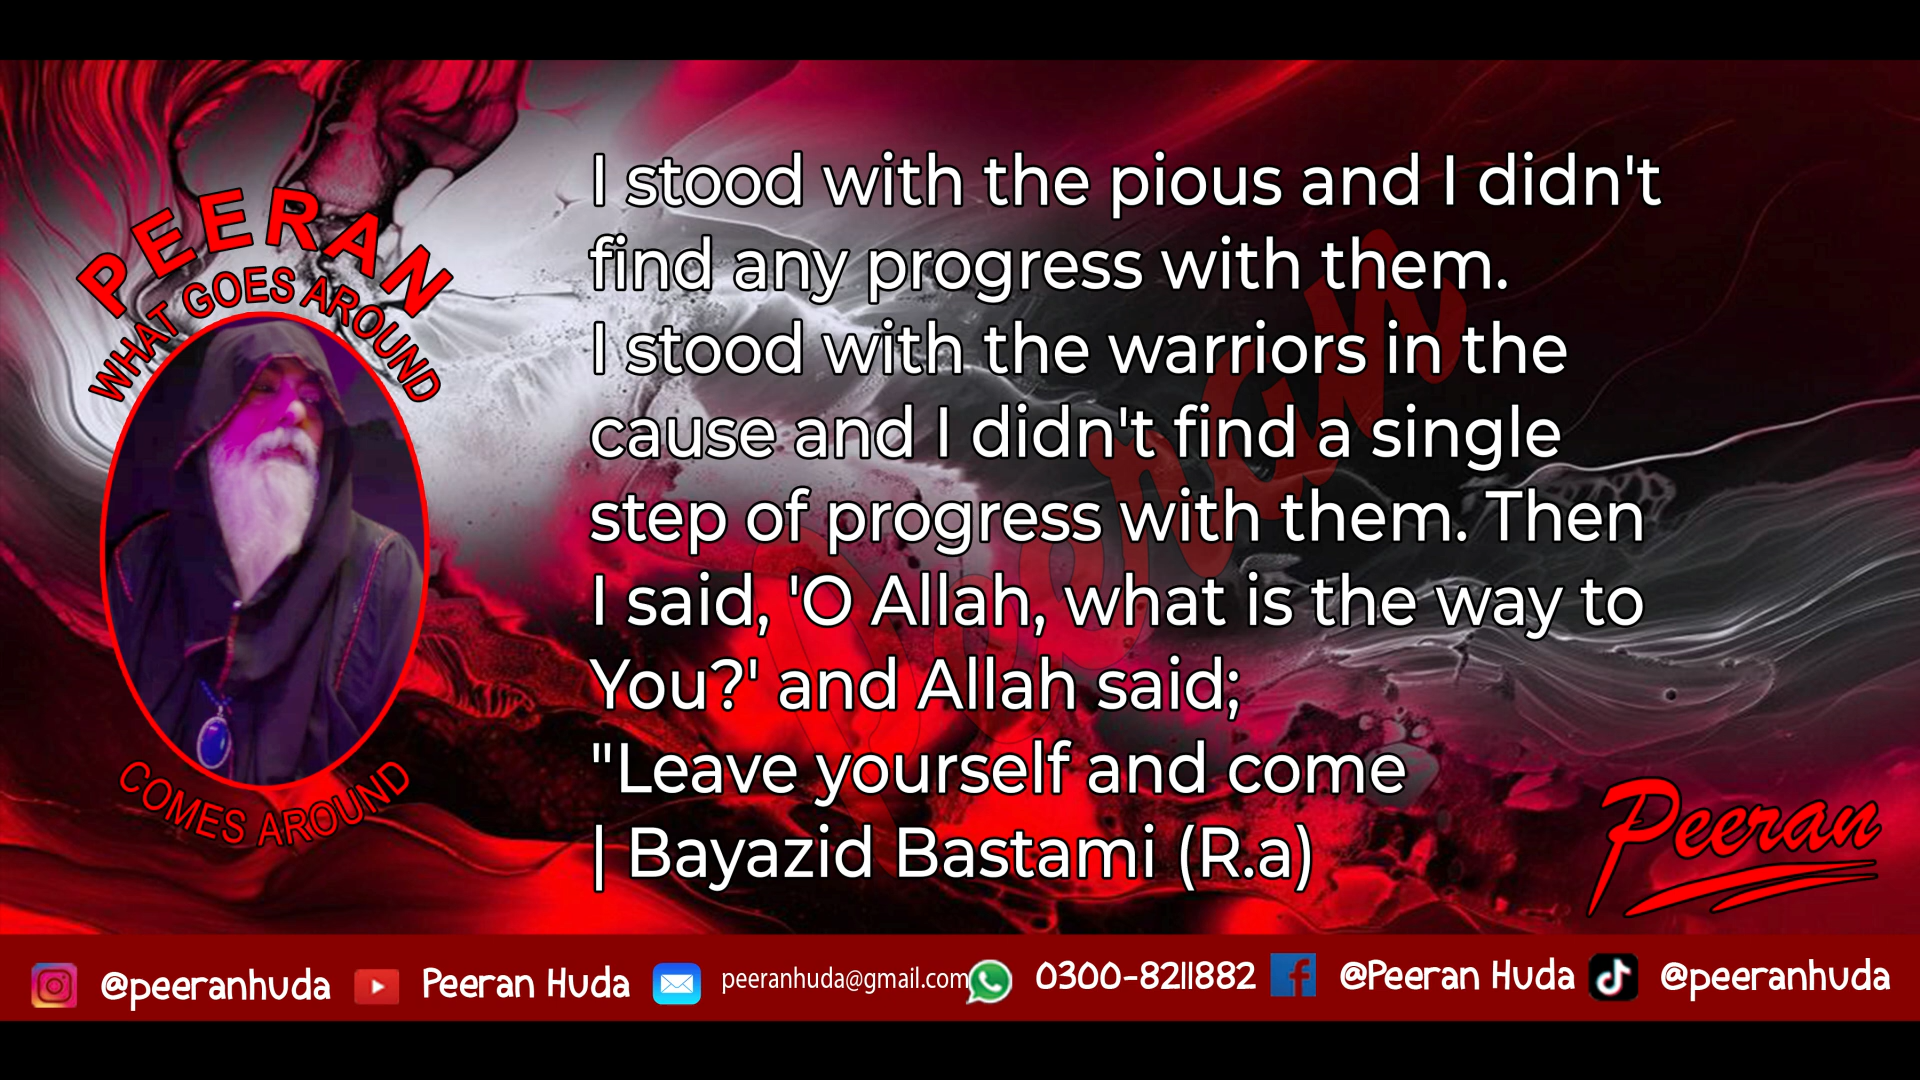 PEERAN
WHAT GOES AROUND
COMES AROUND
I stood with the pious and I didn't
find any progress with them.
I stood with the warriors in the
cause and I didn't find a single
step of progress with them. Then
I said, 'O Allah, what is the way to
You?' and Allah said;
"Leave yourself and come
| Bayazid Bastami (R.a)
Peeran
Peeran
@peeranhuda
Peeran Huda
peeranhuda@gmail.com
0300-8211882
@Peeran Huda
@peeranhuda